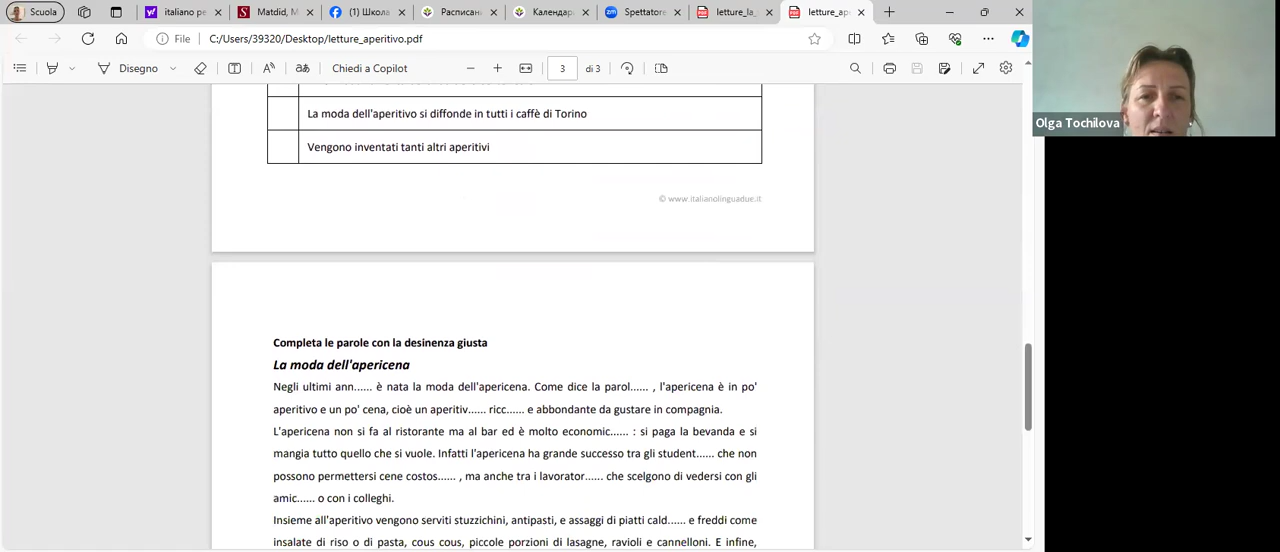 Scuola
italiano pe
Matdid, M
(1) Школа
Расписан
Календар
Spettatore
letture_la_
letture_ap
File
C:/Users/39320/Desktop/letture_aperitivo.pdf
Disegno
Chiedi a Copilot
3
di 3
La moda dell'aperitivo si diffonde in tutti i caffè di Torino
Vengono inventati tanti altri aperitivi
© www.italianolinguadue.it
Completa le parole con la desinenza giusta
La moda dell'apericena
Negli ultimi ann...... è nata la moda dell'apericena. Come dice la parol...... , l'apericena è in po'
aperitivo e un po' cena, cioè un aperitiv...... ricc...... e abbondante da gustare in compagnia.
L'apericena non si fa al ristorante ma al bar ed è molto economic...... : si paga la bevanda e si
mangia tutto quello che si vuole. Infatti l'apericena ha grande successo tra gli student...... che non
possono permettersi cene costos...... , ma anche tra i lavorator...... che scelgono di vedersi con gli
amic...... o con i colleghi.
Insieme all'aperitivo vengono serviti stuzzichini, antipasti, e assaggi di piatti cald...... e freddi come
insalate di riso o di pasta, cous cous, piccole porzioni di lasagne, ravioli e cannelloni. E infine,
Olga Tochilova